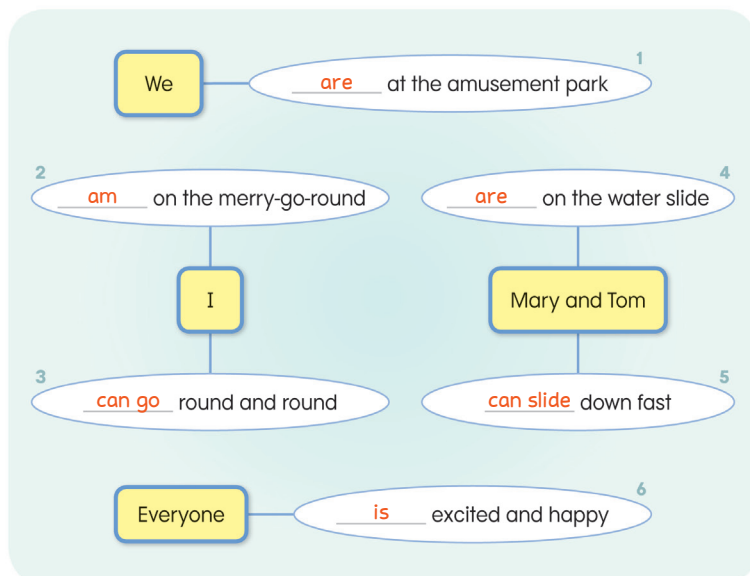 1
We
are at the amusement park
2
am on the merry-go-round
4
are on the water slide
I
Mary and Tom
3
can go round and round
5
can slide down fast
6
Everyone
is excited and happy